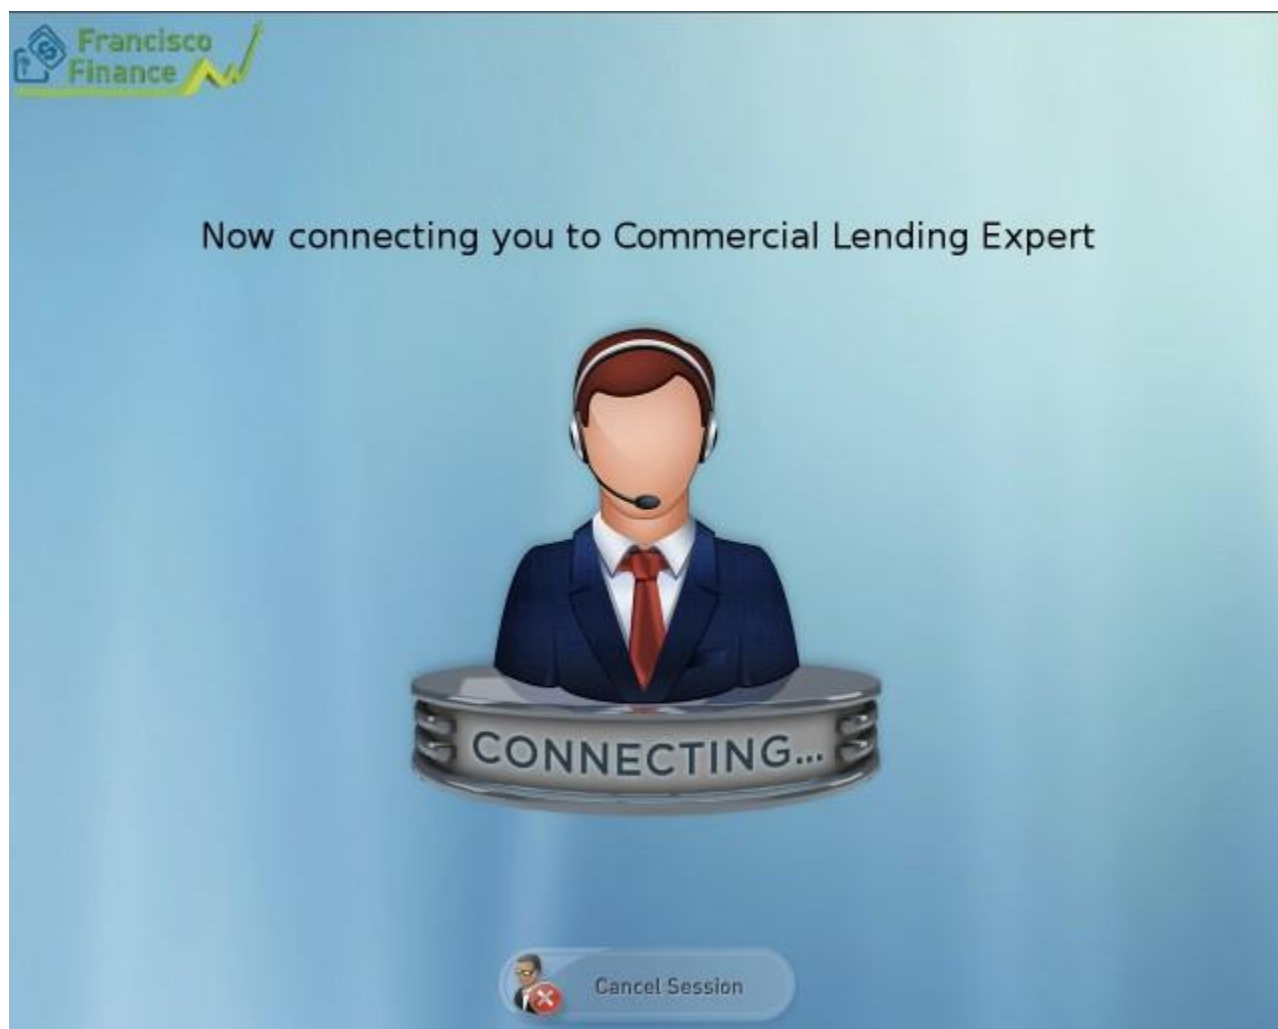 Francisco
Finance
Now connecting you to Commercial Lending Expert
CONNECTING...
Cancel Session